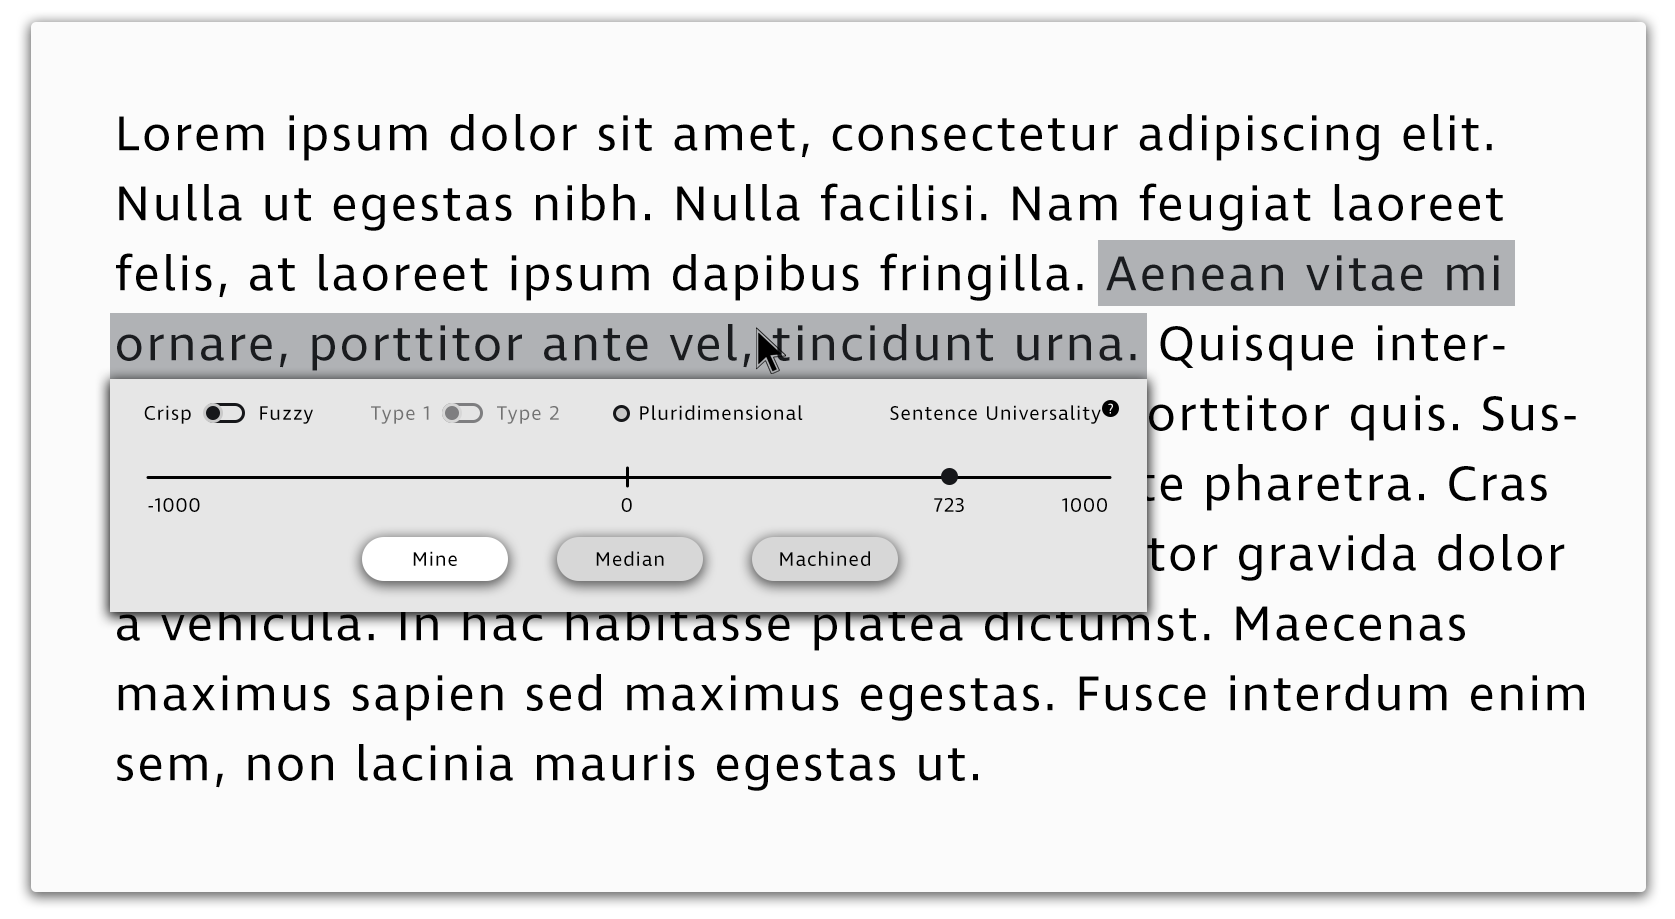 Lorem ipsum dolor sit amet, consectetur adipiscing elit.
Nulla ut egestas nibh. Nulla facilisi. Nam feugiat laoreet
felis, at laoreet ipsum dapibus fringilla. Aenean vitae mi
ornare, porttitor ante vel, tincidunt urna. Quisque inter-
Crisp Fuzzy Type 1 Type 2 Pluridimensional Sentence Universality?
orttitor quis. Sus-
-1000 0 723 1000
pharetra. Cras
Mine Median Machined
tor gravida dolor
a vehicula. In hac habitasse platea dictumst. Maecenas
maximus sapien sed maximus egestas. Fusce interdum enim
sem, non lacinia mauris egestas ut.